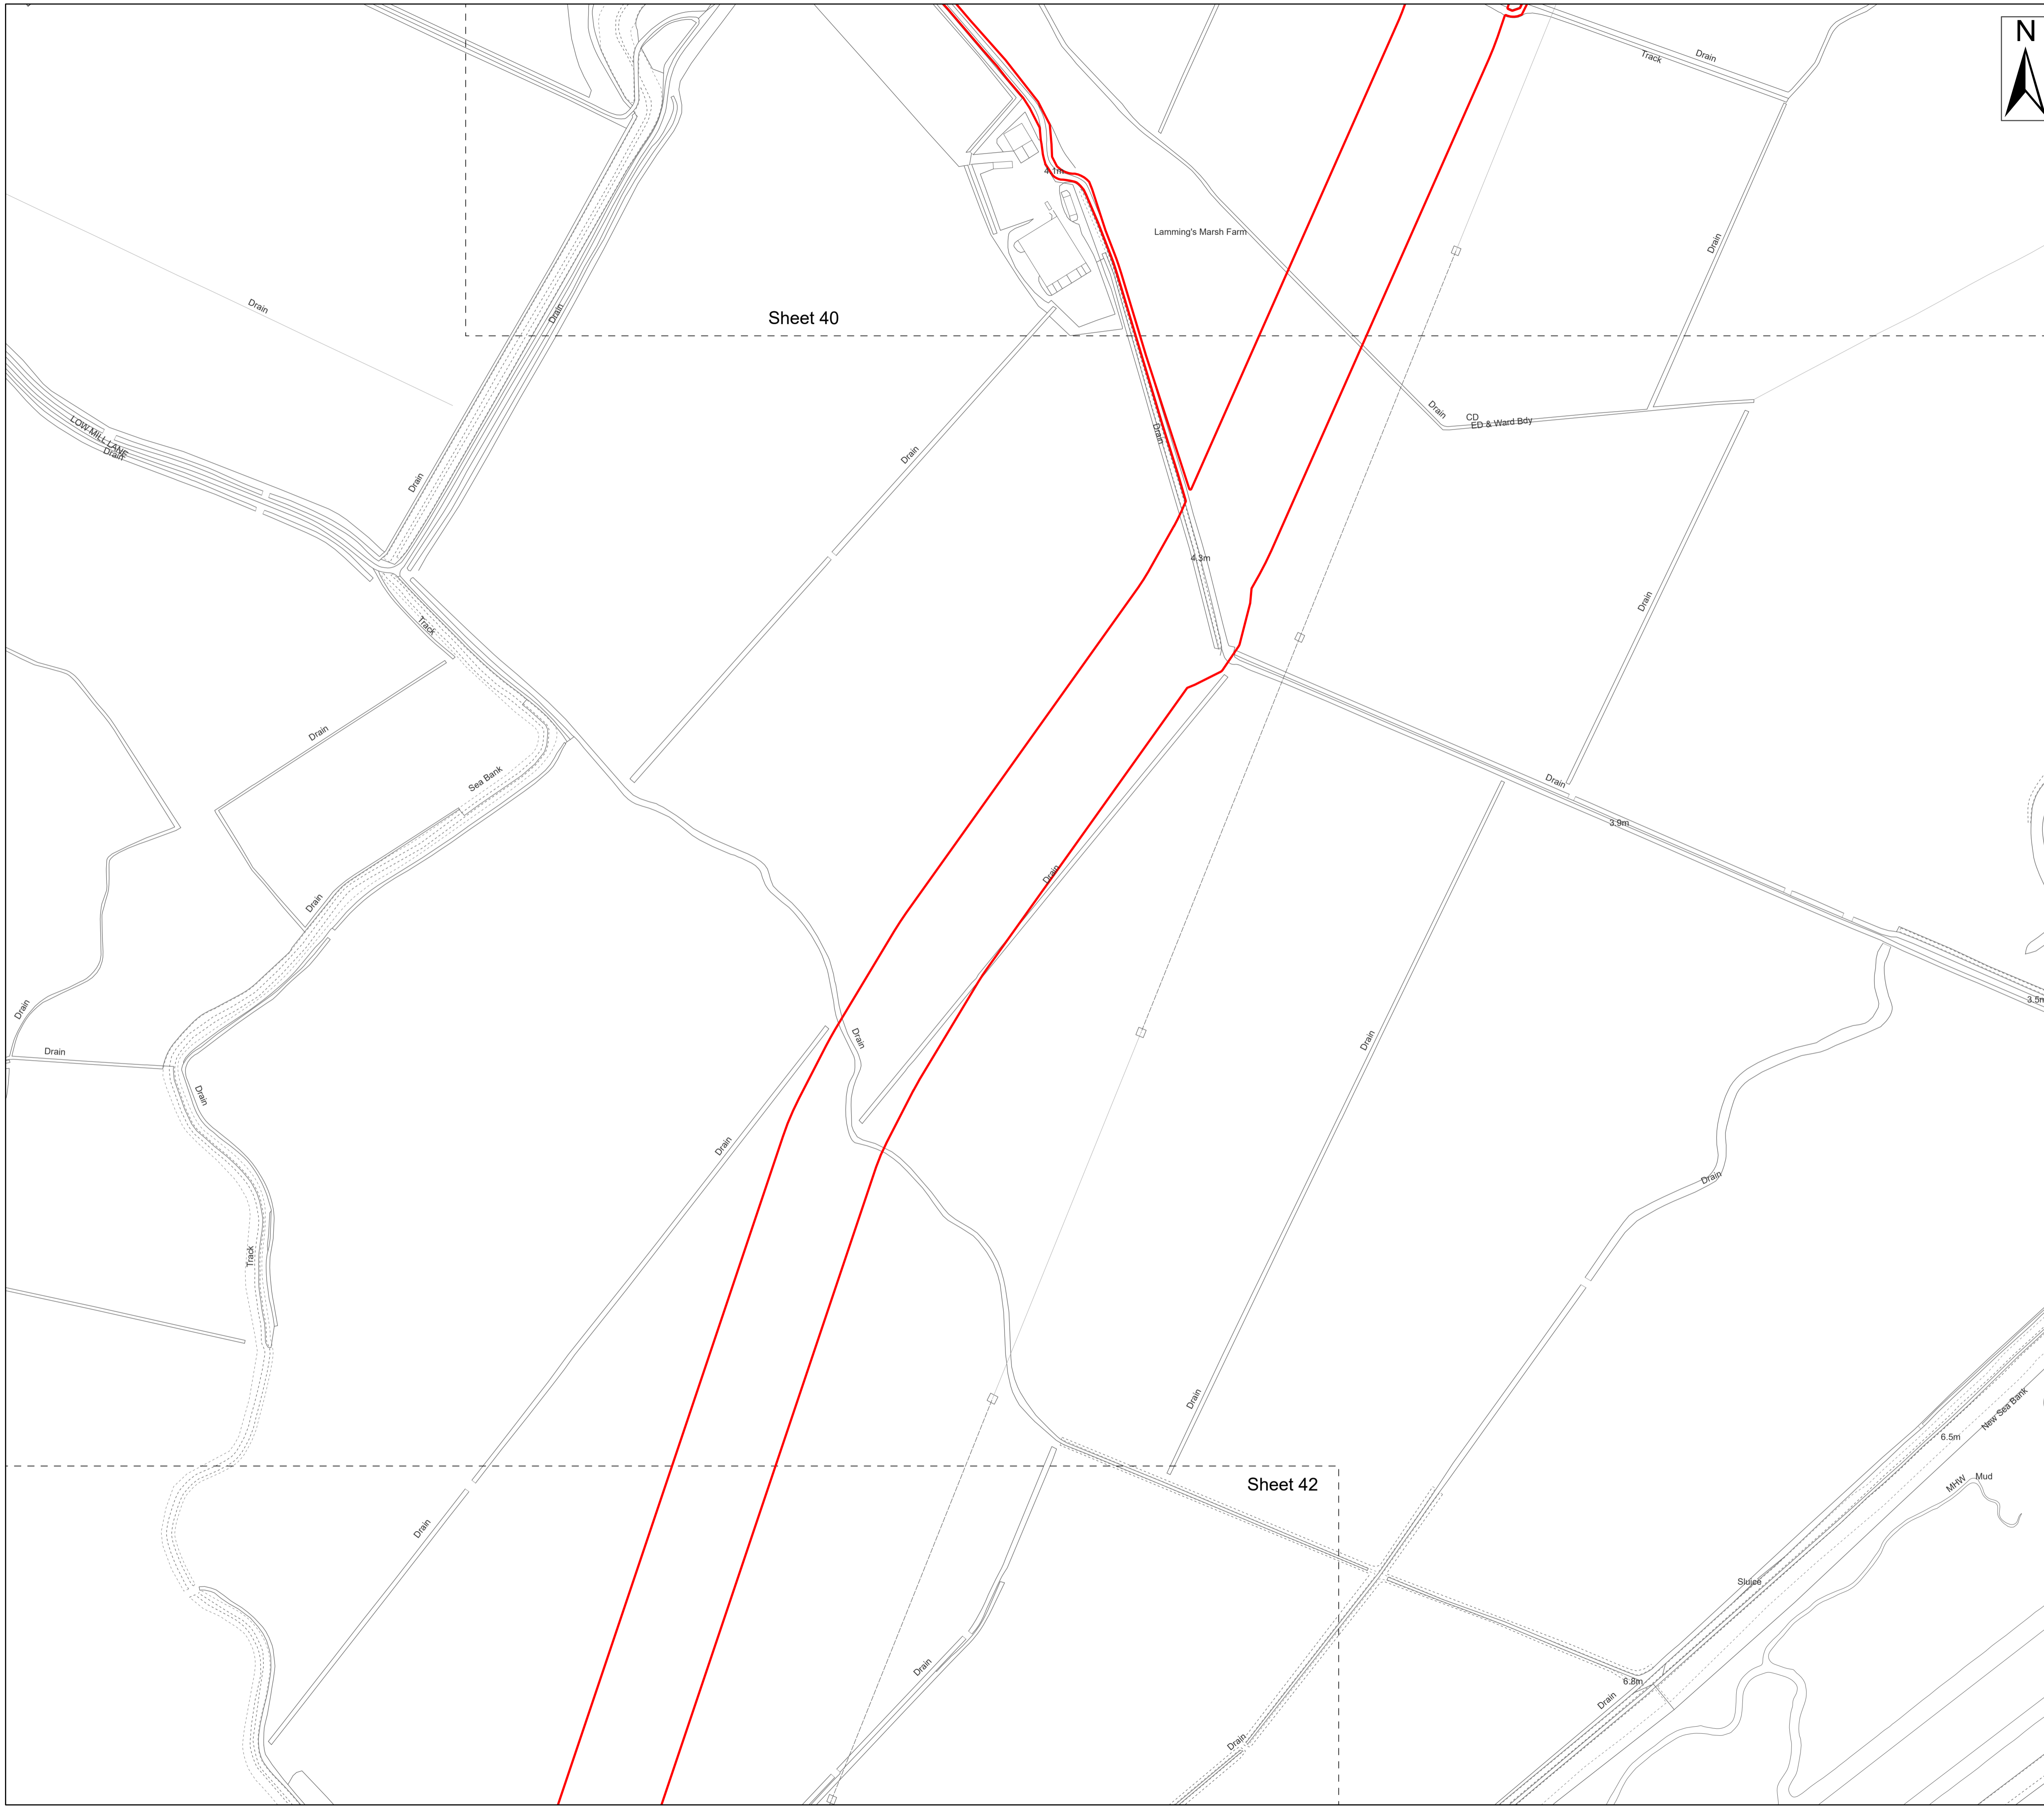 N
Track
Drain
4.1m
Lamming's Marsh Farm
Drain
Drain
Drain
Sheet 40
LOW MILL LANE
Drain
Drain
CD
ED & Ward Bdy
Drain
Drain
Drain
4.3m
Drain
Track
Drain
Sea Bank
Drain
3.9m
Drain
Drain
3.5m
Drain
Drain
Drain
Drain
Drain
Drain
Drain
Track
Drain
New Sea Bank
6.5m
Mud
MHW
Sheet 42
Drain
Sluice
Drain
6.8m
Drain
Drain